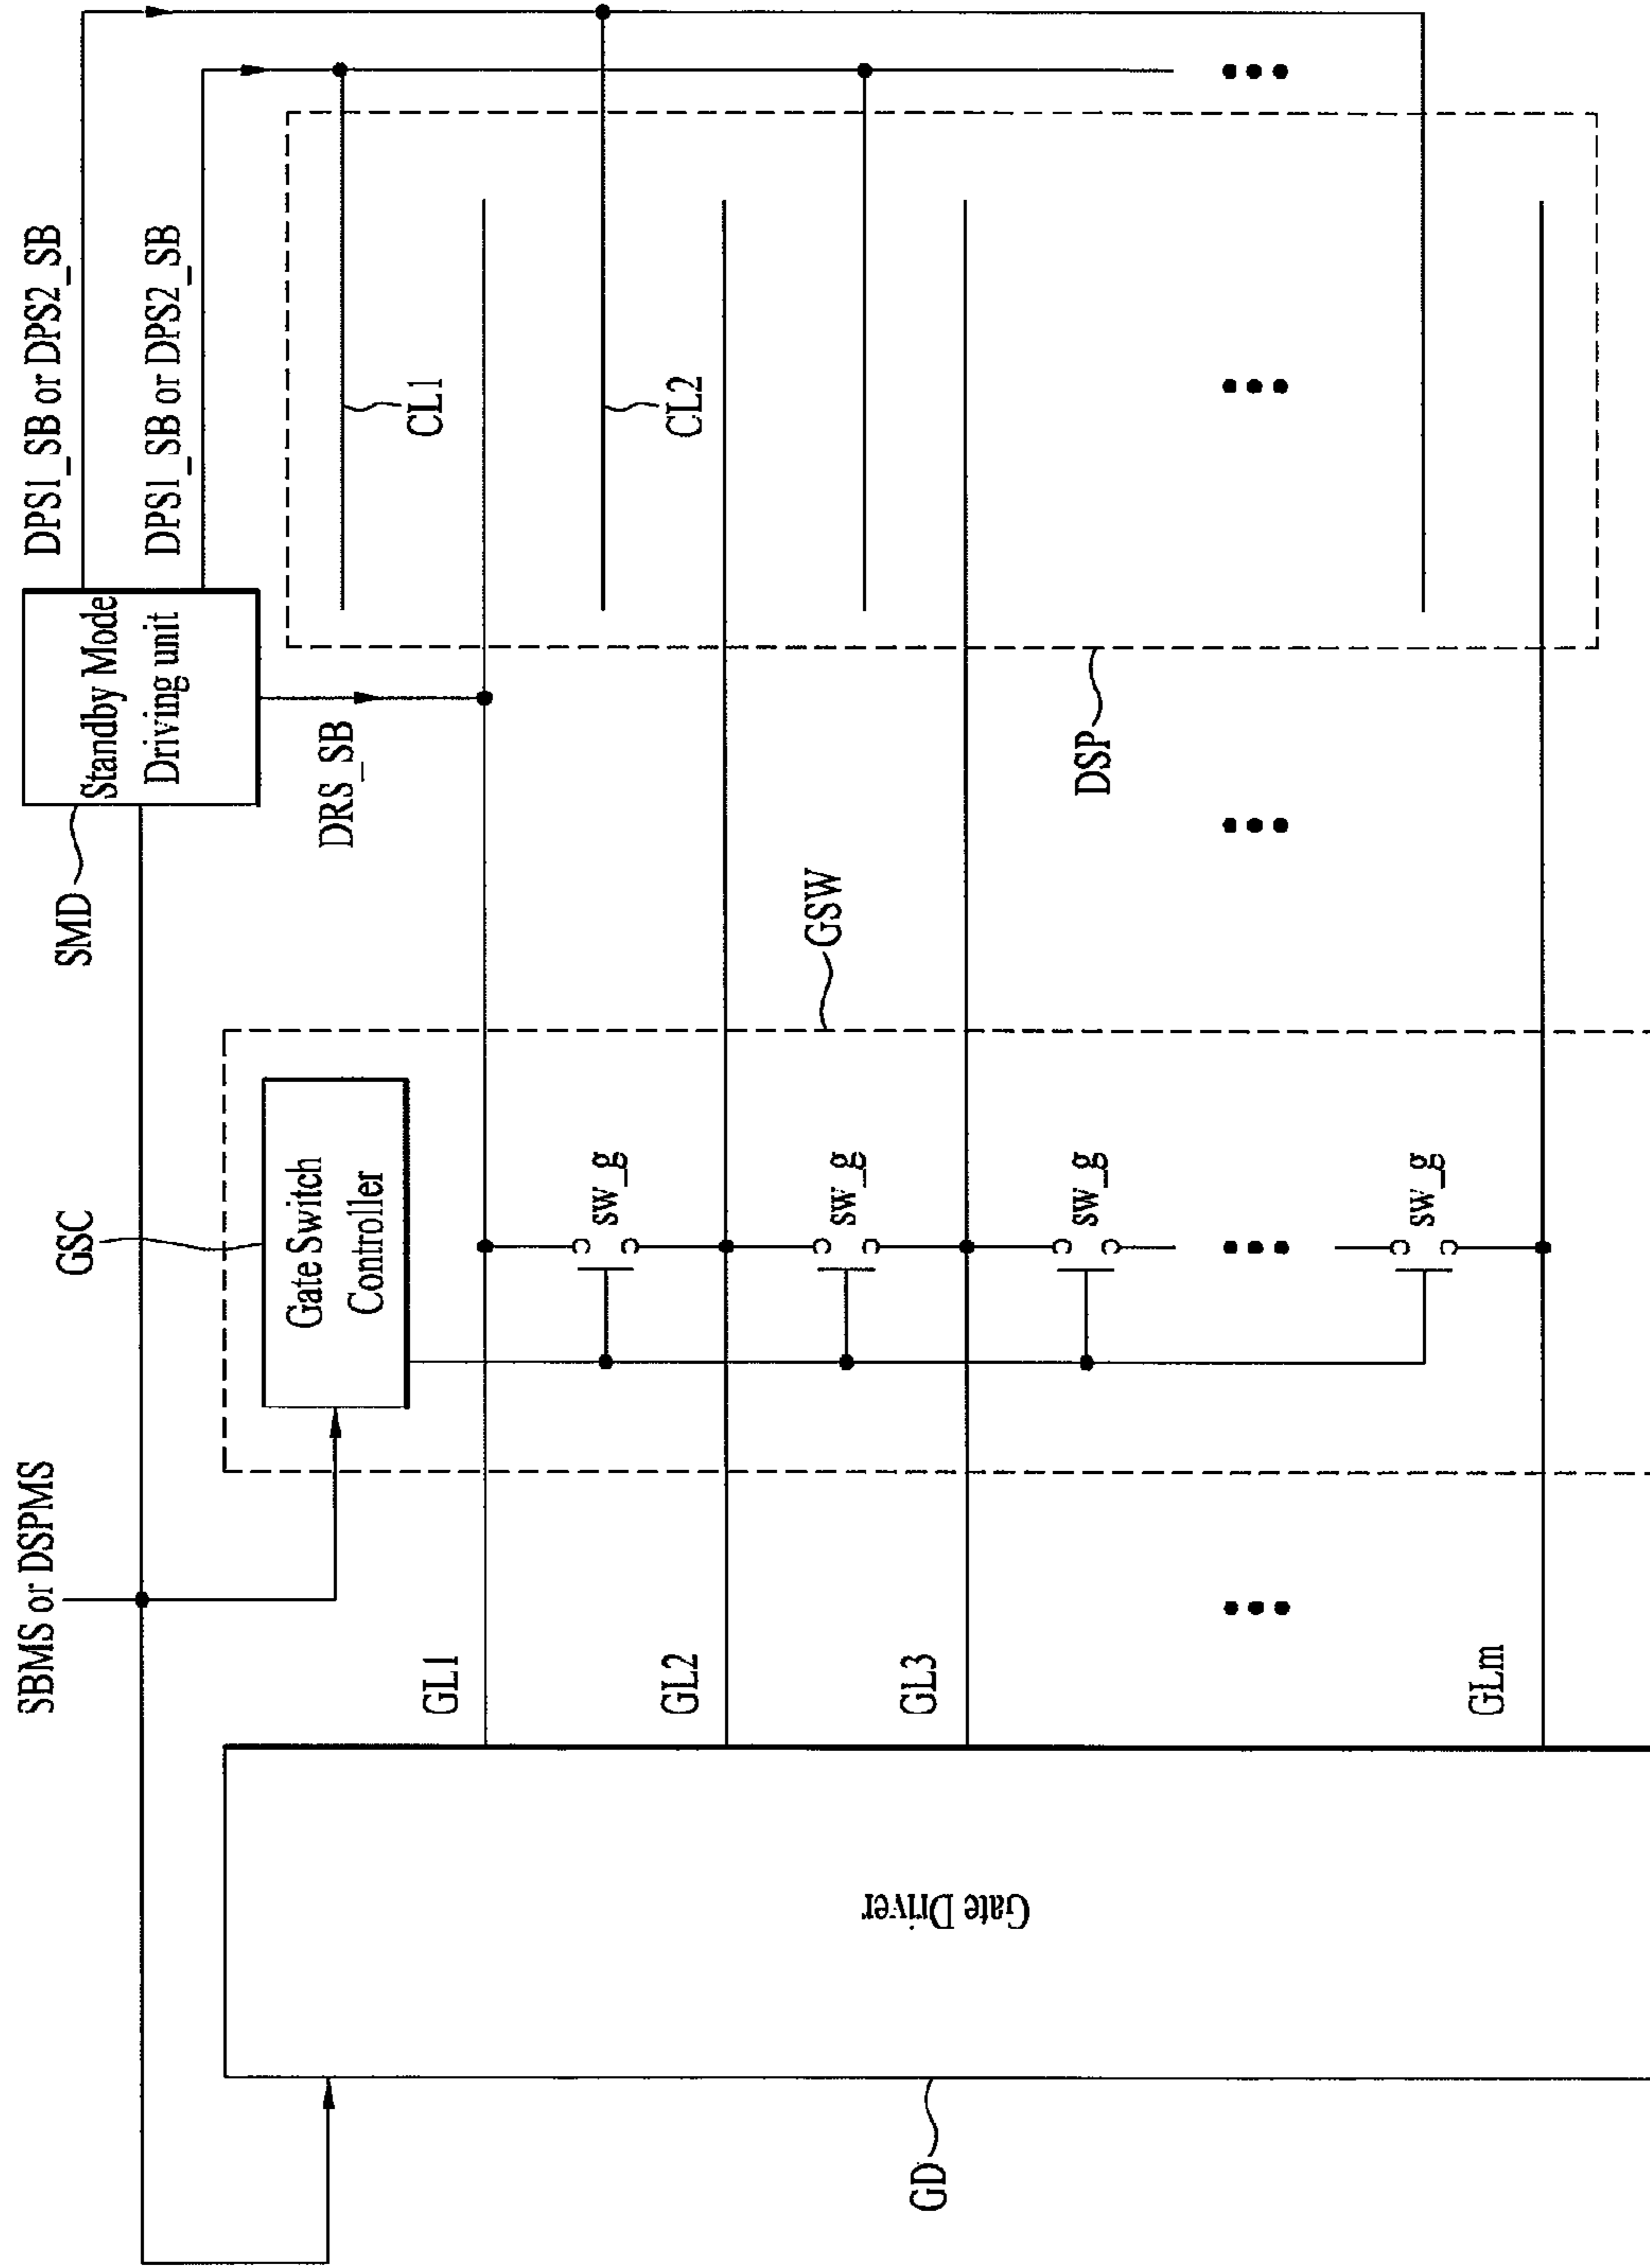 SBMS or DSPMS
SMD
Standby Mode
Driving unit
DPS1_SB or DPS2_SB
DPS1_SB or DPS2_SB
DRS_SB
GSC
Gate Switch
Controller
GSW
CL1
CL2
GL1
GL2
GL3
GLm
sw_g
sw_g
sw_g
sw_g
DSP
Gate Driver
GD